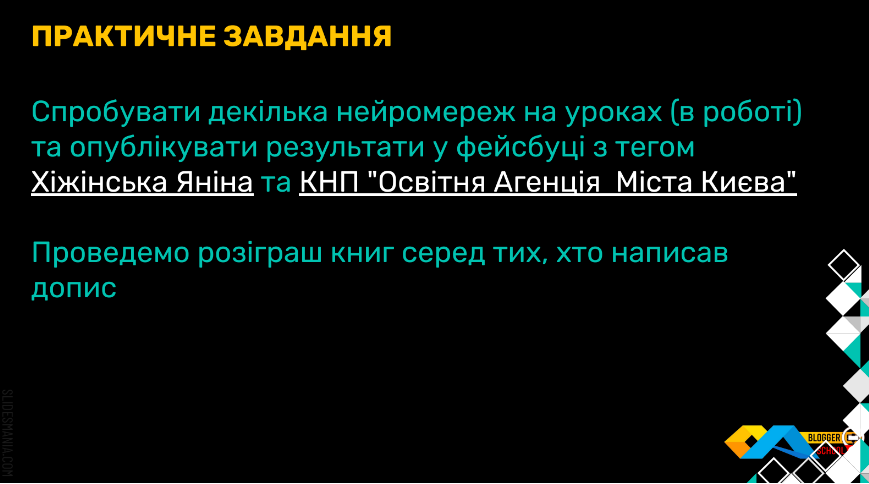 ПРАКТИЧНЕ ЗАВДАННЯ
Спробувати декілька нейромереж на уроках (в роботі)
та опублікувати результати у фейсбуці з тегом
Хіжінська Яніна та КНП "Освітня Агенція  Міста Києва"
Проведемо розіграш книг серед тих, хто написав
допис
SLIDESMANIA.COM
BLOGGER